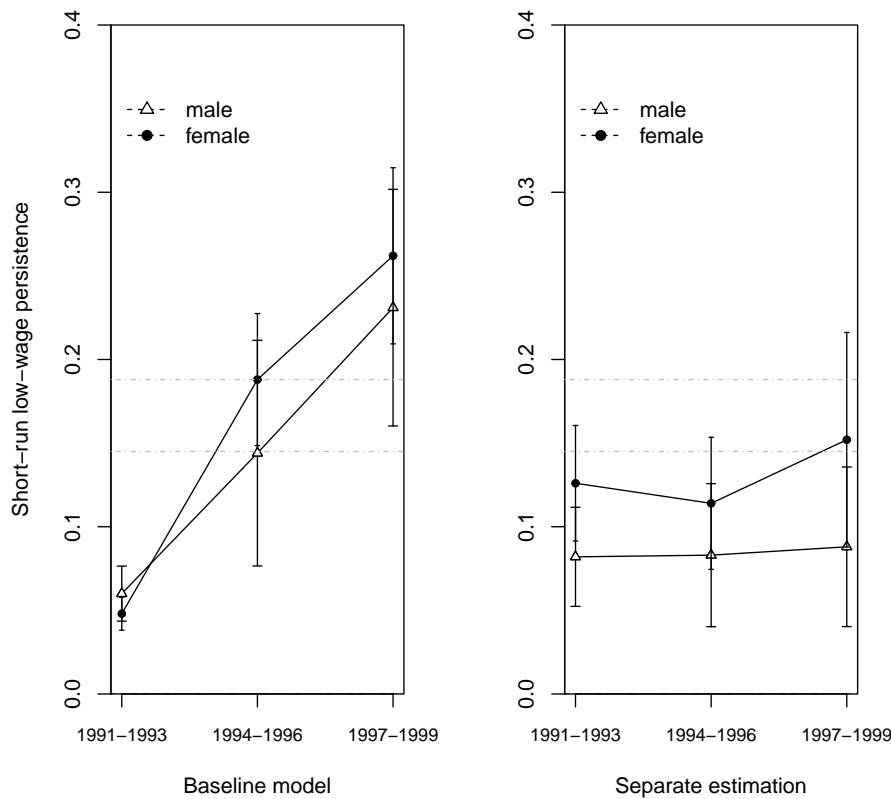 Short−run low−wage persistence
0.4
0.3
0.2
0.1
0.0
male
female
1991−1993 1994−1996 1997−1999
Baseline model
0.4
0.3
0.2
0.1
0.0
male
female
1991−1993 1994−1996 1997−1999
Separate estimation